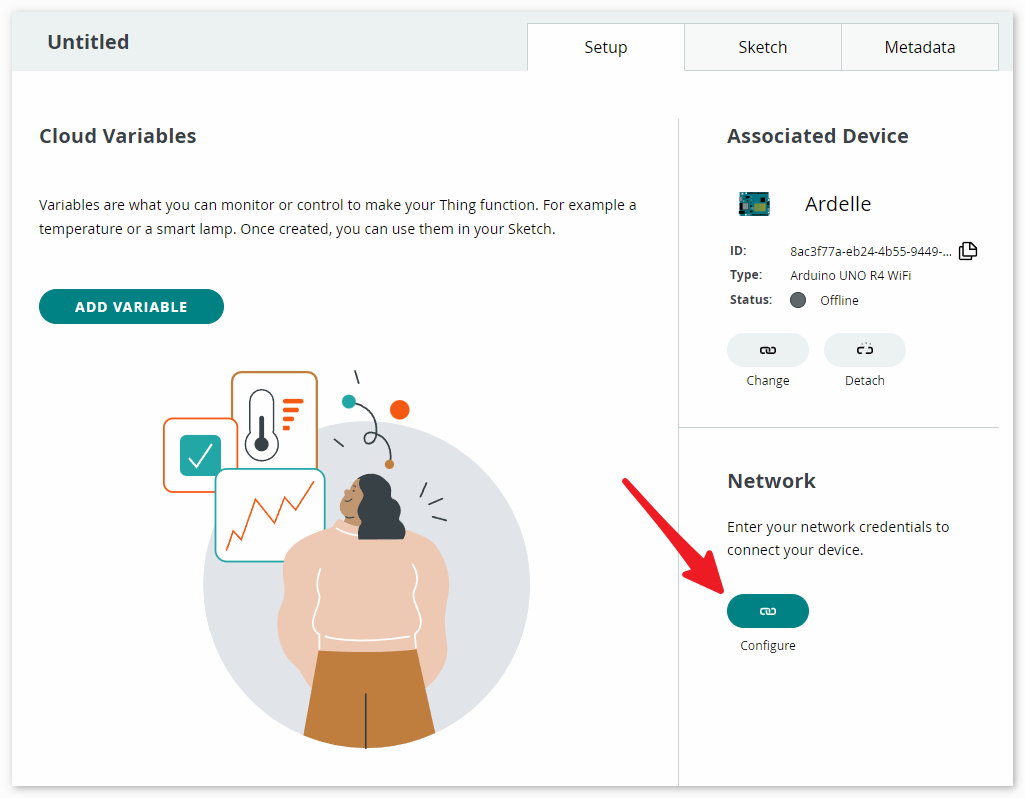 Untitled
Setup
Sketch
Metadata
Cloud Variables
Variables are what you can monitor or control to make your Thing function. For example a
temperature or a smart lamp. Once created, you can use them in your Sketch.
ADD VARIABLE
Associated Device
Ardelle
ID: 8ac3f77a-eb24-4b55-9449-...
Type: Arduino UNO R4 WiFi
Status: Offline
Change
Detach
Network
Enter your network credentials to
connect your device.
Configure